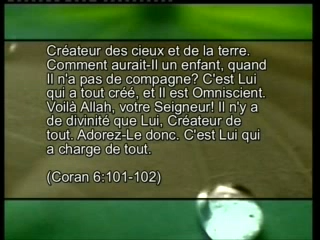 Créateur des cieux et de la terre.
Comment aurait-Il un enfant, quand
Il n'a pas de compagne? C'est Lui
qui a tout créé, et Il est Omniscient.
Voilà Allah, votre Seigneur! Il n'y a
de divinité que Lui, Créateur de
tout. Adorez-Le donc. C'est Lui qui
a charge de tout.
(Coran 6:101-102)